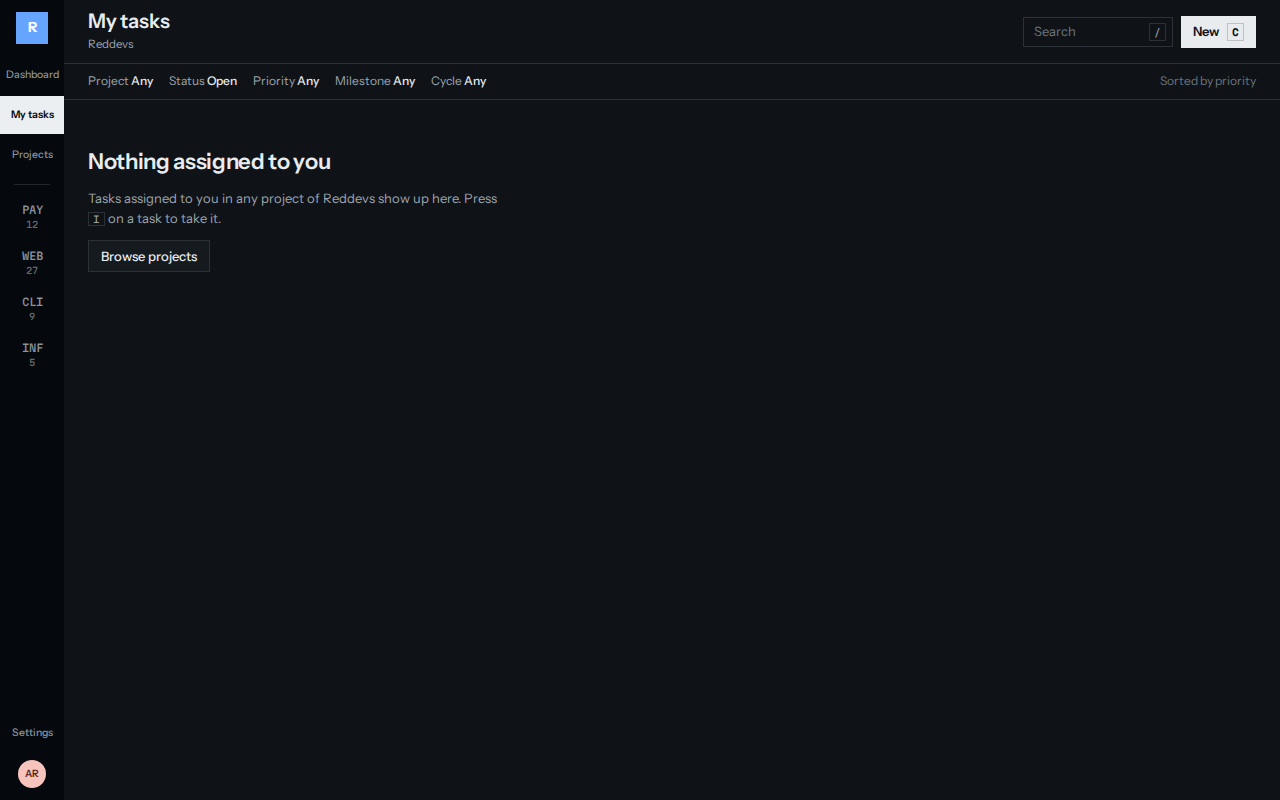 R
Dashboard
My tasks
Projects
PAY
12
WEB
27
CLI
9
INF
5
Settings
AR
My tasks
Reddevs
Search /
New C
Project Any Status Open Priority Any Milestone Any Cycle Any
Sorted by priority
Nothing assigned to you
Tasks assigned to you in any project of Reddevs show up here. Press
I on a task to take it.
Browse projects